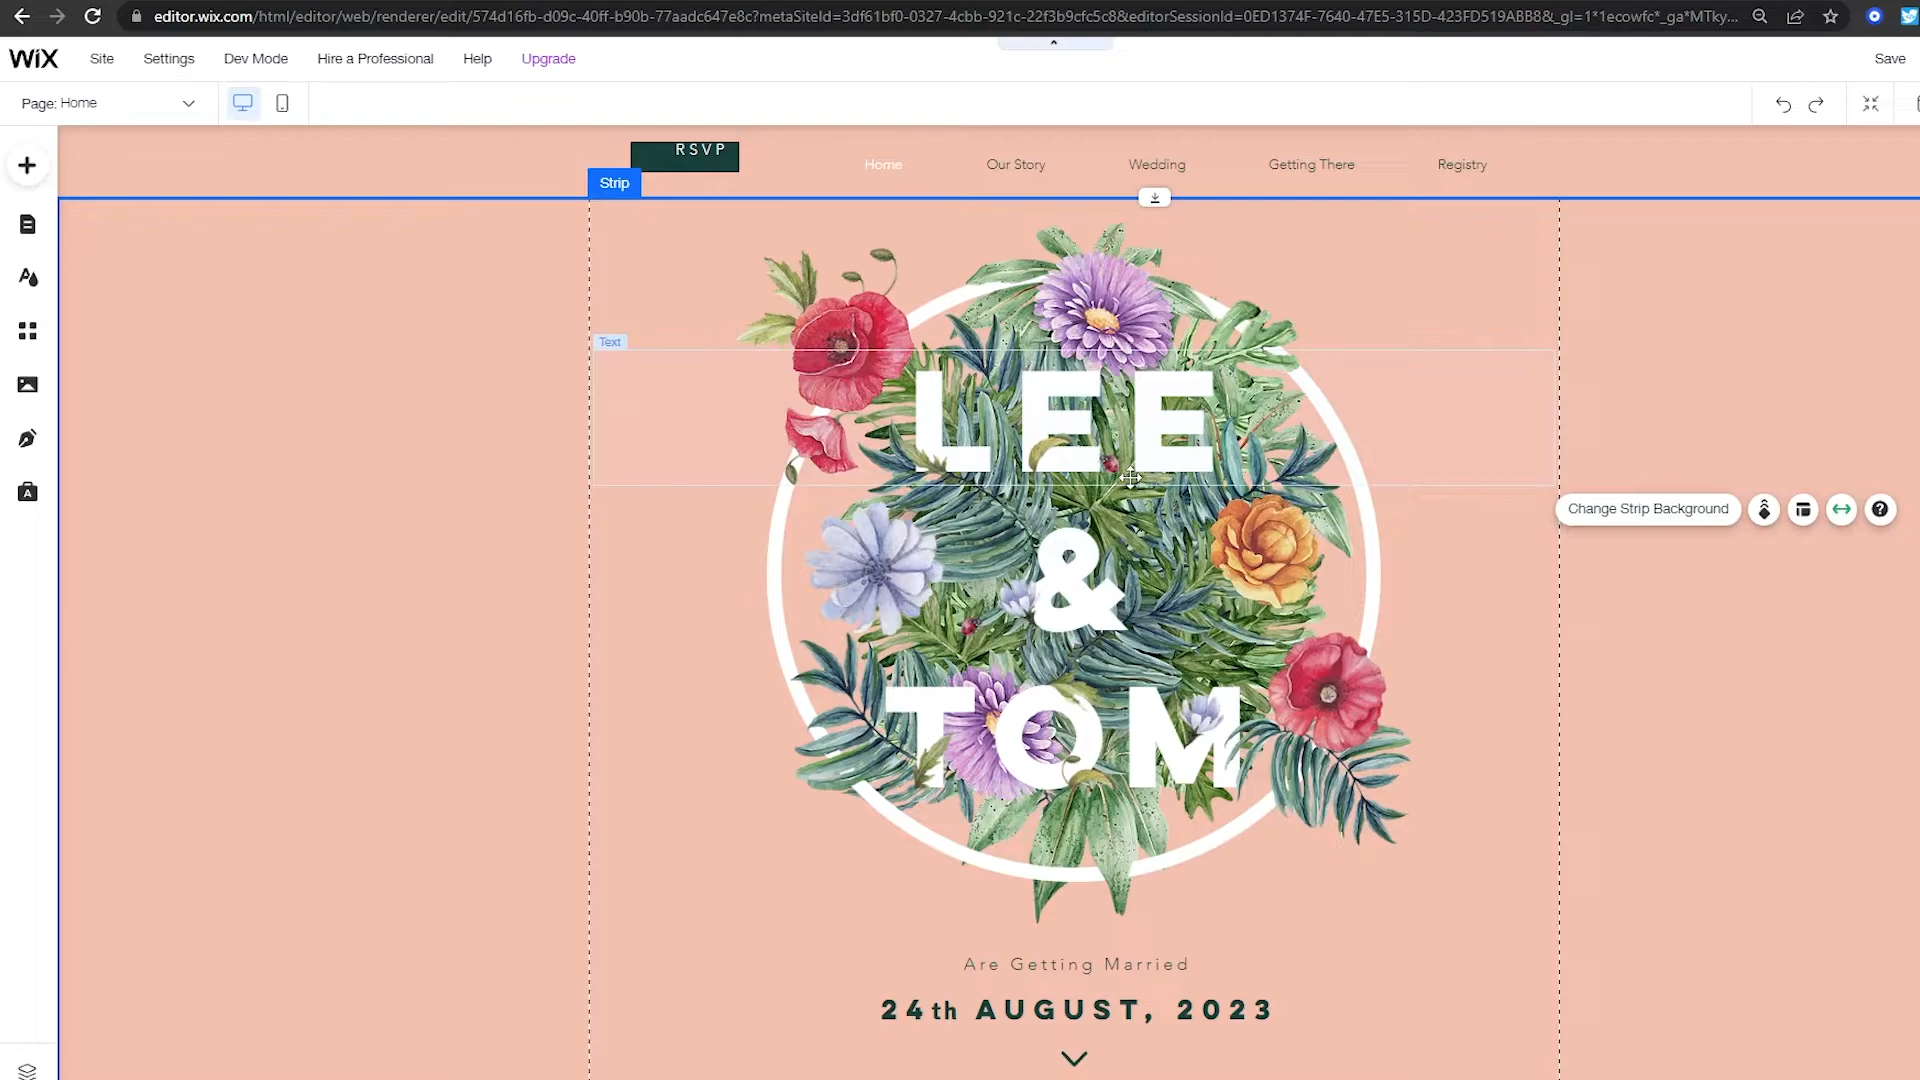 editor.wix.com/html/editor/web/renderer/edit/574d16fb-d09c-40ff-b90b-77aadc647e8c?metaSiteId=3df61bf0-0327-4cbb-921c-22f3b9cfc5c8&editorSessionId=0ED1374F-7640-47E5-315D-423FD519ABB8&_gl=1*1ecowfc*_ga*MTky...
WIX Site Settings Dev Mode Hire a Professional Help Upgrade Save
Page: Home
RSVP Home Our Story Wedding Getting There Registry
Strip
Text
LEE
Change Strip Background
&
TOM
Are Getting Married
24th AUGUST, 2023